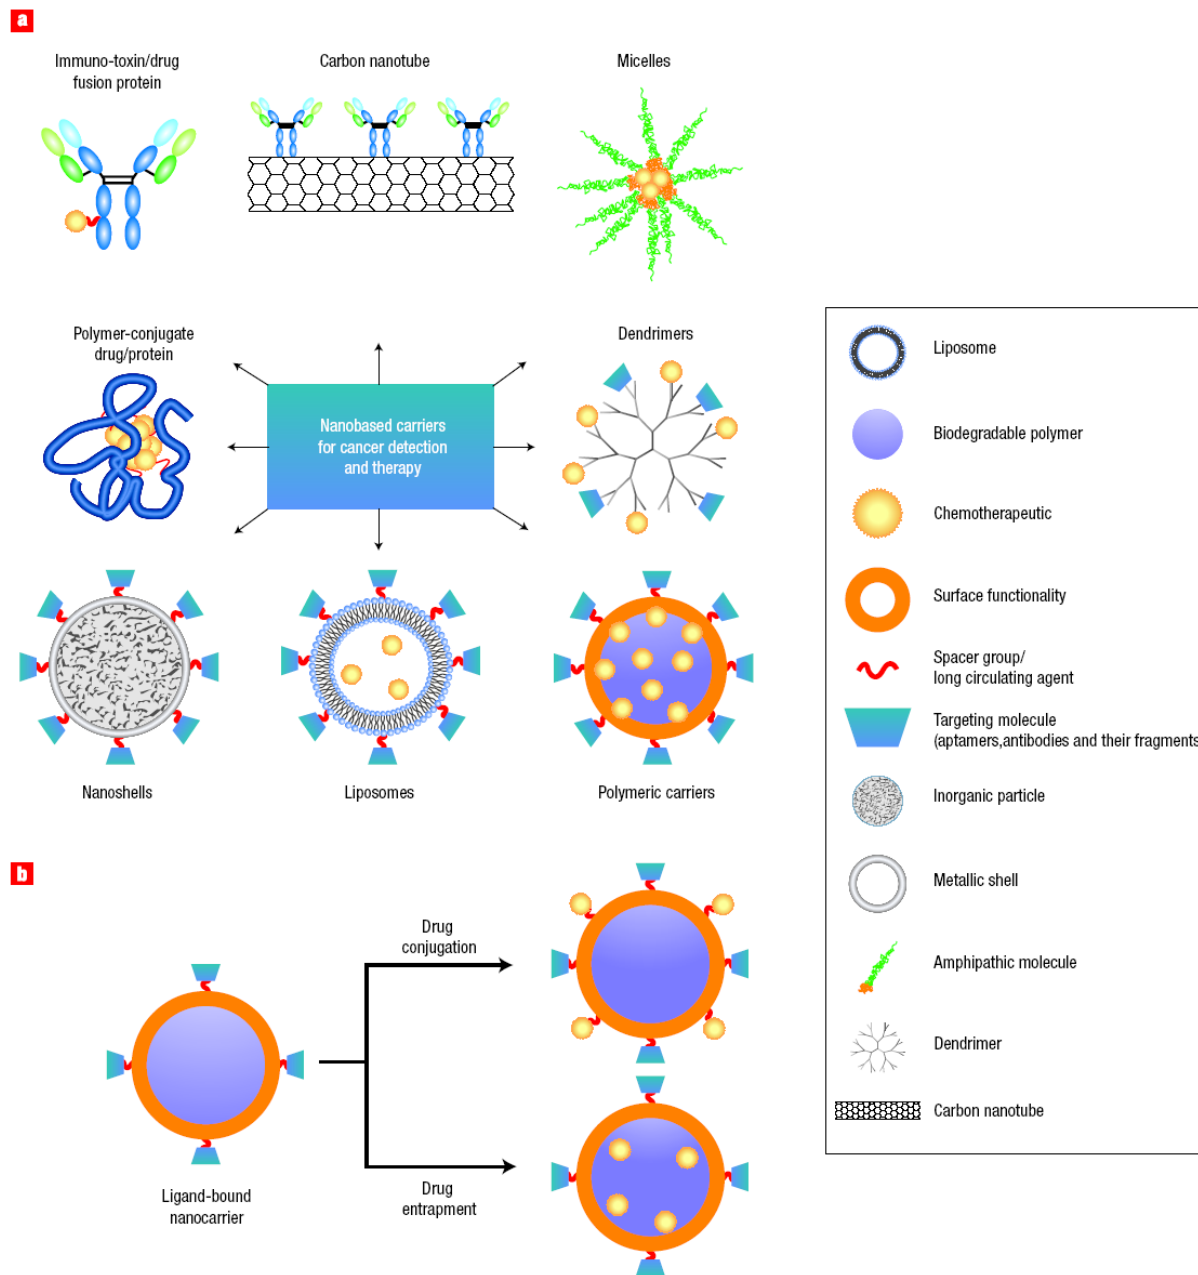 a
Immuno-toxin/drug
fusion protein
Carbon nanotube
Micelles
Polymer-conjugate
drug/protein
Dendrimers
Nanobased carriers
for cancer detection
and therapy
Nanoshells
Liposomes
Polymeric carriers
Liposome
Biodegradable polymer
Chemotherapeutic
Surface functionality
Spacer group/
long circulating agent
Targeting molecule
(aptamers,antibodies and their fragments
Inorganic particle
Metallic shell
Amphipathic molecule
Dendrimer
Carbon nanotube
b
Drug
conjugation
Ligand-bound
nanocarrier
Drug
entrapment